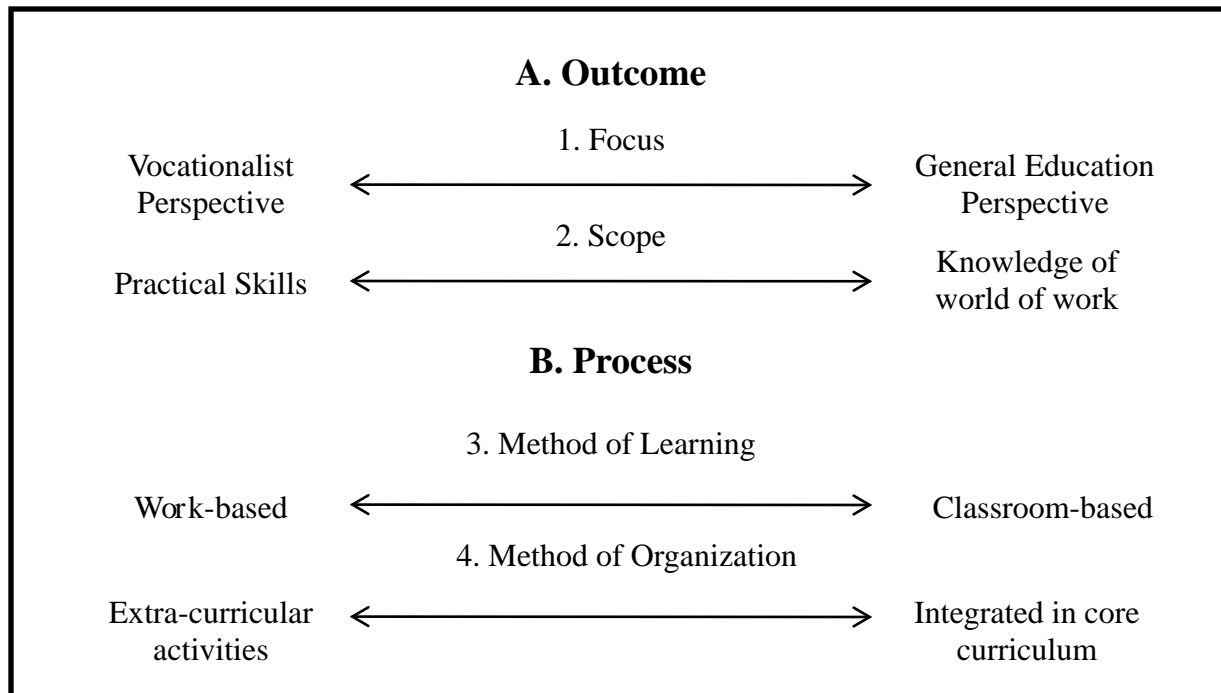 A. Outcome
1. Focus
Vocationalist
Perspective
General Education
Perspective
2. Scope
Practical Skills
Knowledge of
world of work
B. Process
3. Method of Learning
Work-based
Classroom-based
4. Method of Organization
Extra-curricular
activities
Integrated in core
curriculum